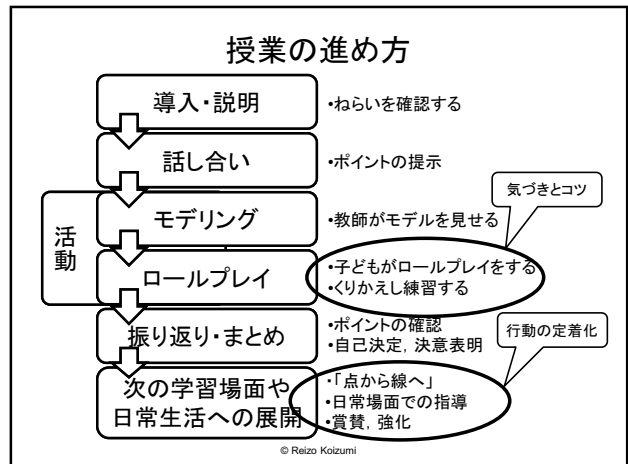 授業の進め方
導入・説明
・ねらいを確認する
話し合い
・ポイントの提示
気づきとコツ
活動
モデリング
・教師がモデルを見せる
ロールプレイ
・子どもがロールプレイをする
・くりかえし練習する
振り返り・まとめ
・ポイントの確認
・自己決定，決意表明
行動の定着化
次の学習場面や
日常生活への展開
・「点から線へ」
・日常場面での指導
・賞賛，強化
© Reizo Koizumi